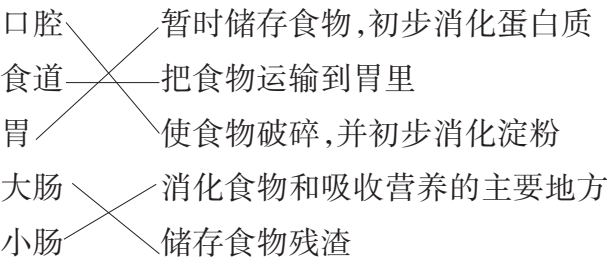 口腔 暂时储存食物,初步消化蛋白质
食道 把食物运输到胃里
胃 使食物破碎,并初步消化淀粉
大肠 消化食物和吸收营养的主要地方
小肠 储存食物残渣